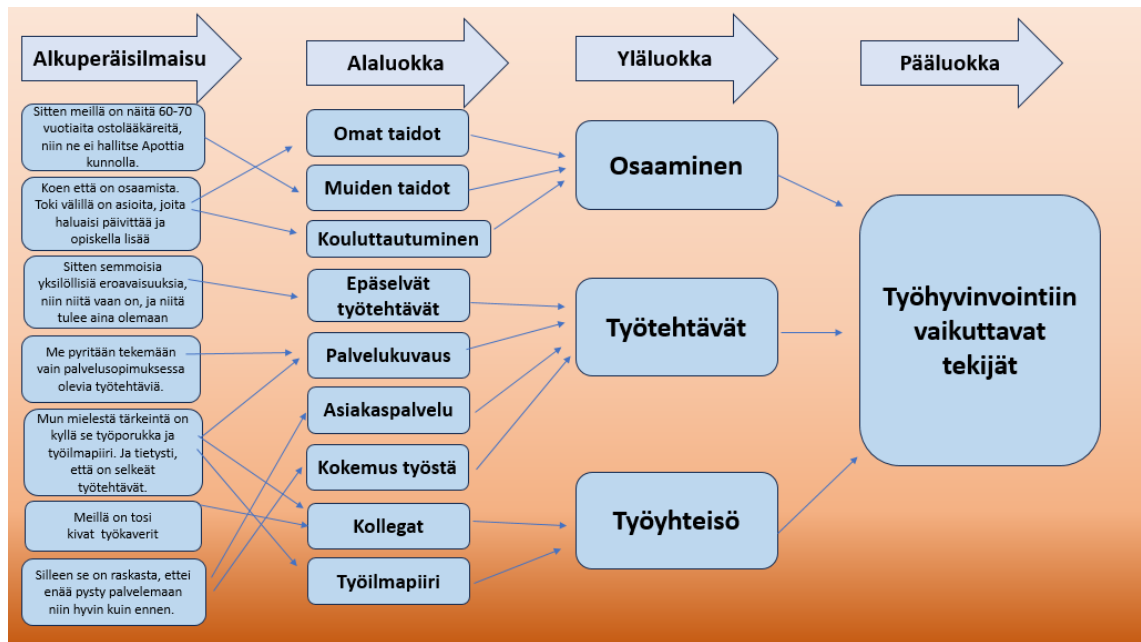 Alkuperäisilmaisu
Alaluokka
Yläluokka
Pääluokka
Sitten meillä on näitä 60-70
vuotiaita ostolääkäreitä,
niin ne ei hallitse Apottia
kunnolla.
Koen että on osaamista.
Toki välillä on asioita, joita
haluaisi päivittää ja
opiskella lisää
Sitten semmoisia
yksilöllisiä eroavaisuuksia,
niin niitä vaan on, ja niitä
tulee aina olemaan
Me pyritään tekemään
vain palvelusopimuksessa
olevia työtehtäviä.
Mun mielestä tärkeintä on
kyllä se työporukka ja
työilmapiiri. Ja tietysti,
että on selkeät
työtehtävät.
Meillä on tosi
kivat työkaverit
Silleen se on raskasta, ettei
enää pysty palvelemaan
niin hyvin kuin ennen.
Omat taidot
Muiden taidot
Kouluttautuminen
Epäselvät
työtehtävät
Palvelukuvaus
Asiakaspalvelu
Kokemus työstä
Kollegat
Työilmapiiri
Osaaminen
Työtehtävät
Työyhteisö
Työhyvinvointiin
vaikuttavat
tekijät